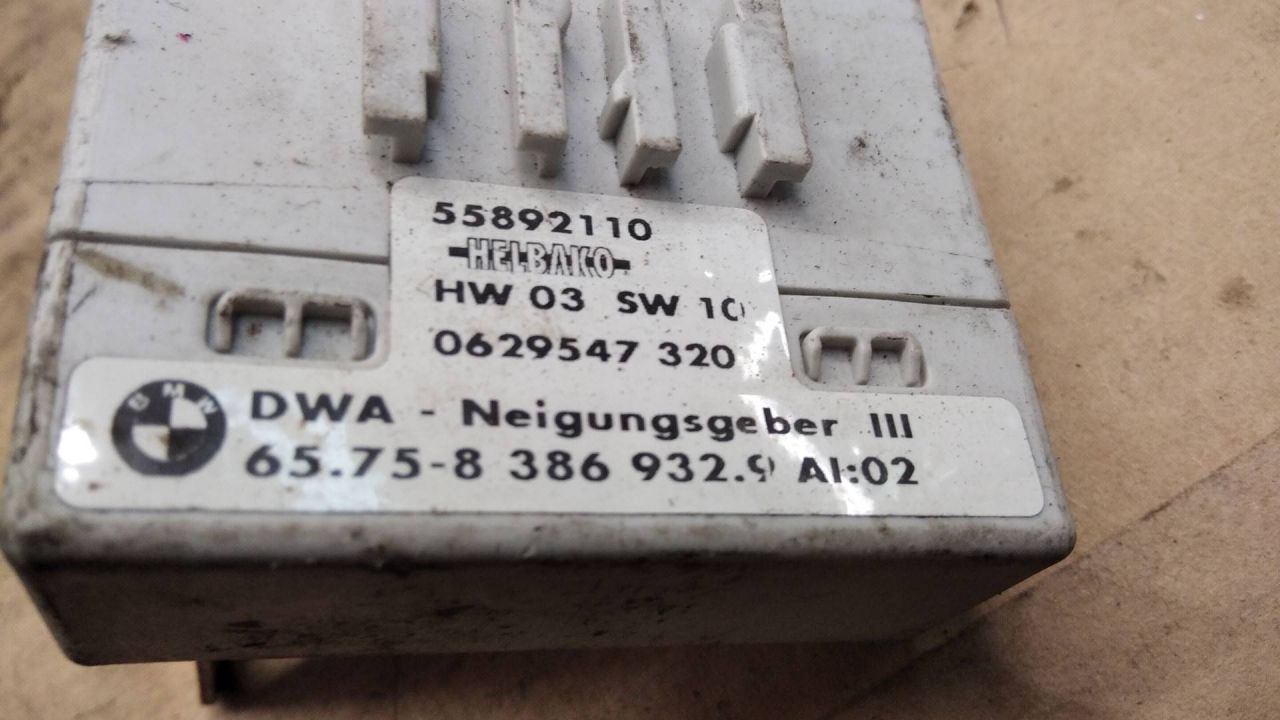 55892110
HELBAKO
HW 03 SW 10
0629547 320
BMW
DWA - Neigungsgeber III
65.75-8 386 932.9 AI:02